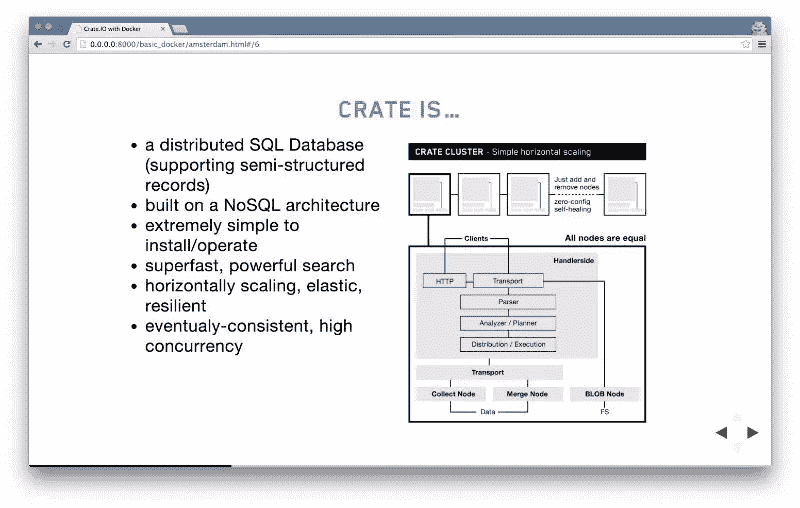 Crate.IO with Docker
0.0.0.0:8000/basic_docker/amsterdam.html#/6
CRATE IS...
• a distributed SQL Database
(supporting semi-structured
records)
• built on a NoSQL architecture
• extremely simple to
install/operate
• superfast, powerful search
• horizontally scaling, elastic,
resilient
• eventualy-consistent, high
concurrency
CRATE CLUSTER - Simple horizontal scaling
Just add and
remove nodes
zero-config
self-healing
All nodes are equal
Clients
Handlerside
HTTP
Transport
Parser
Analyzer / Planner
Distribution / Execution
Transport
Collect Node
Merge Node
BLOB Node
Data
FS